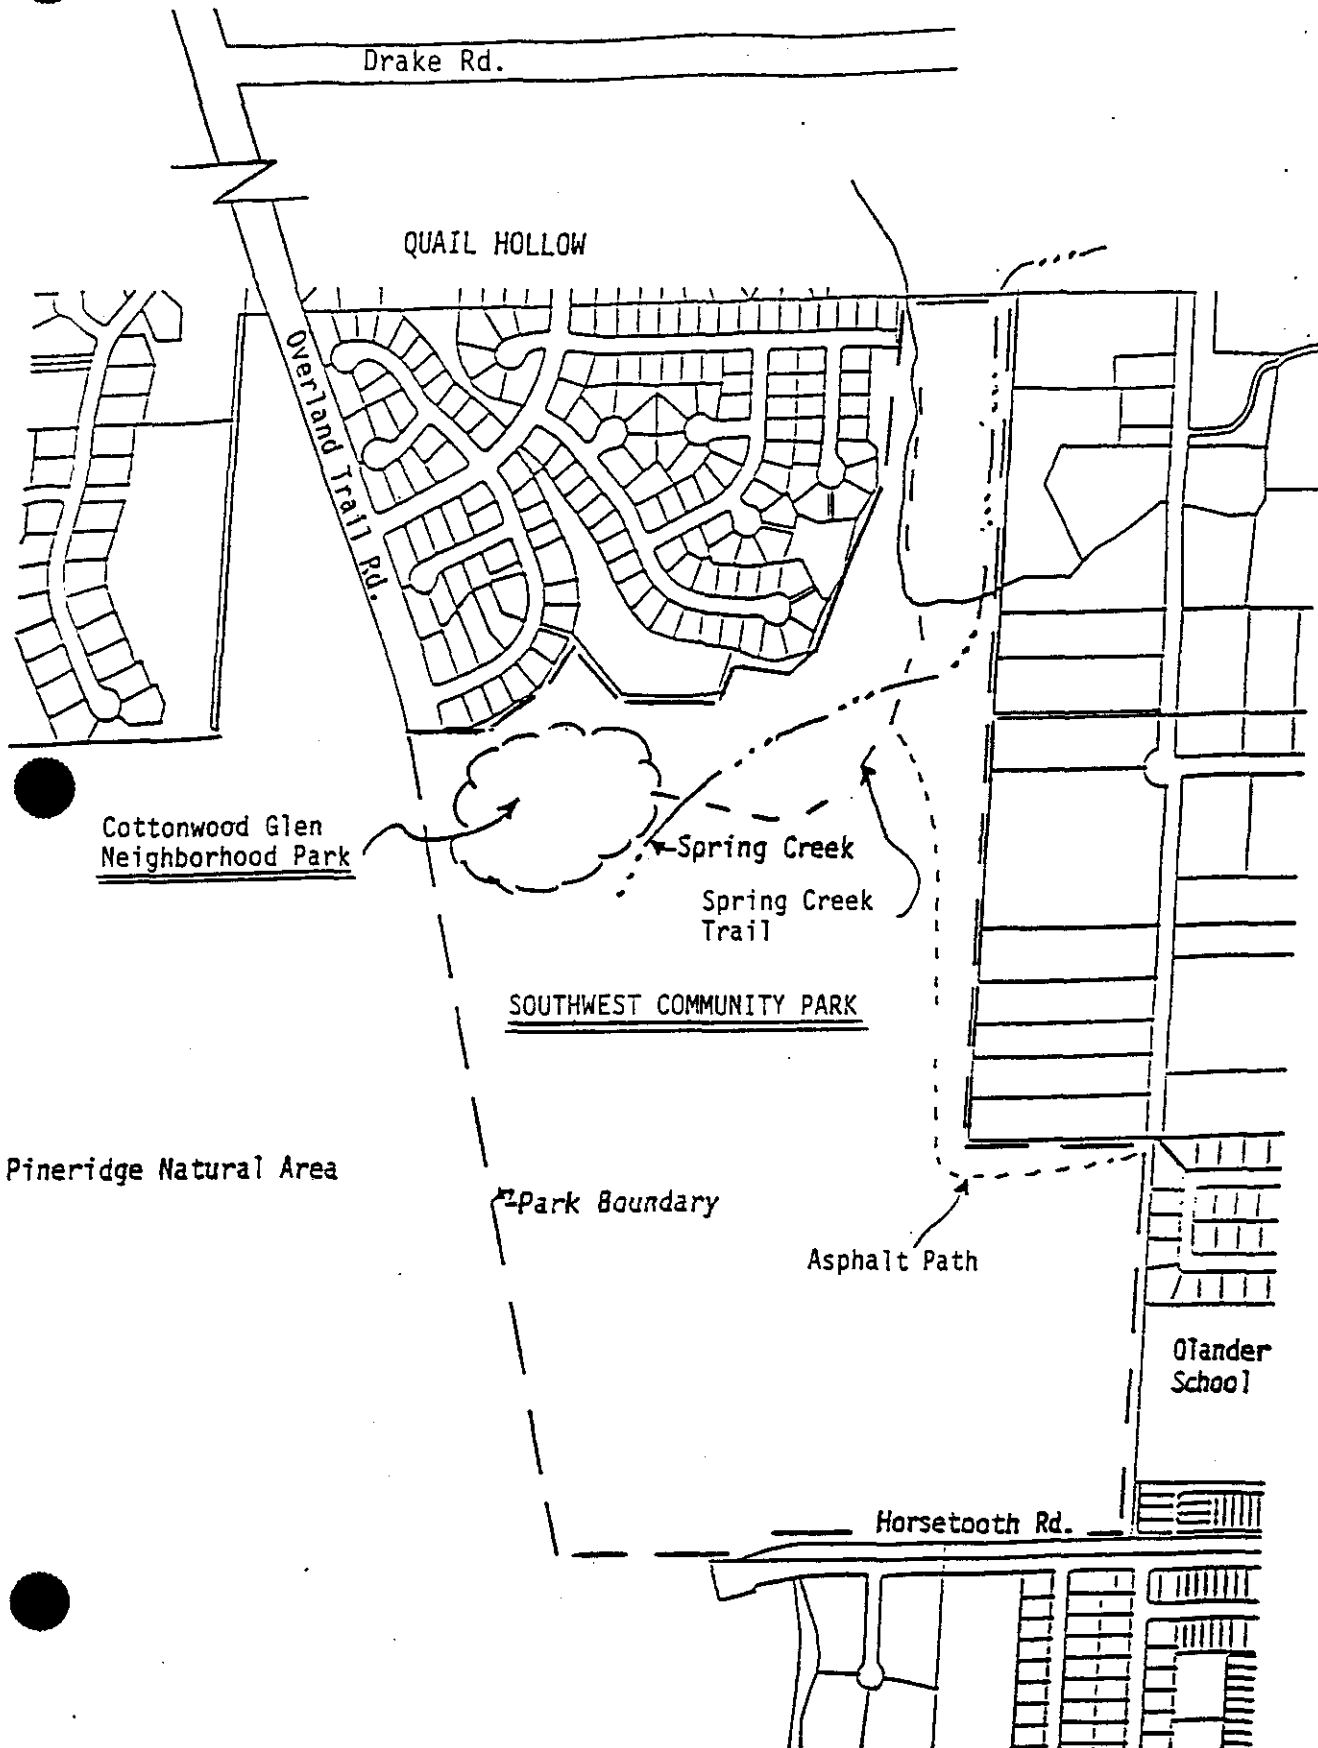 Drake Rd.
QUAIL HOLLOW
Overland Trail Rd.
Cottonwood Glen
Neighborhood Park
Spring Creek
Spring Creek
Trail
SOUTHWEST COMMUNITY PARK
Pineridge Natural Area
Park Boundary
Asphalt Path
Olander
School
Horsetooth Rd.